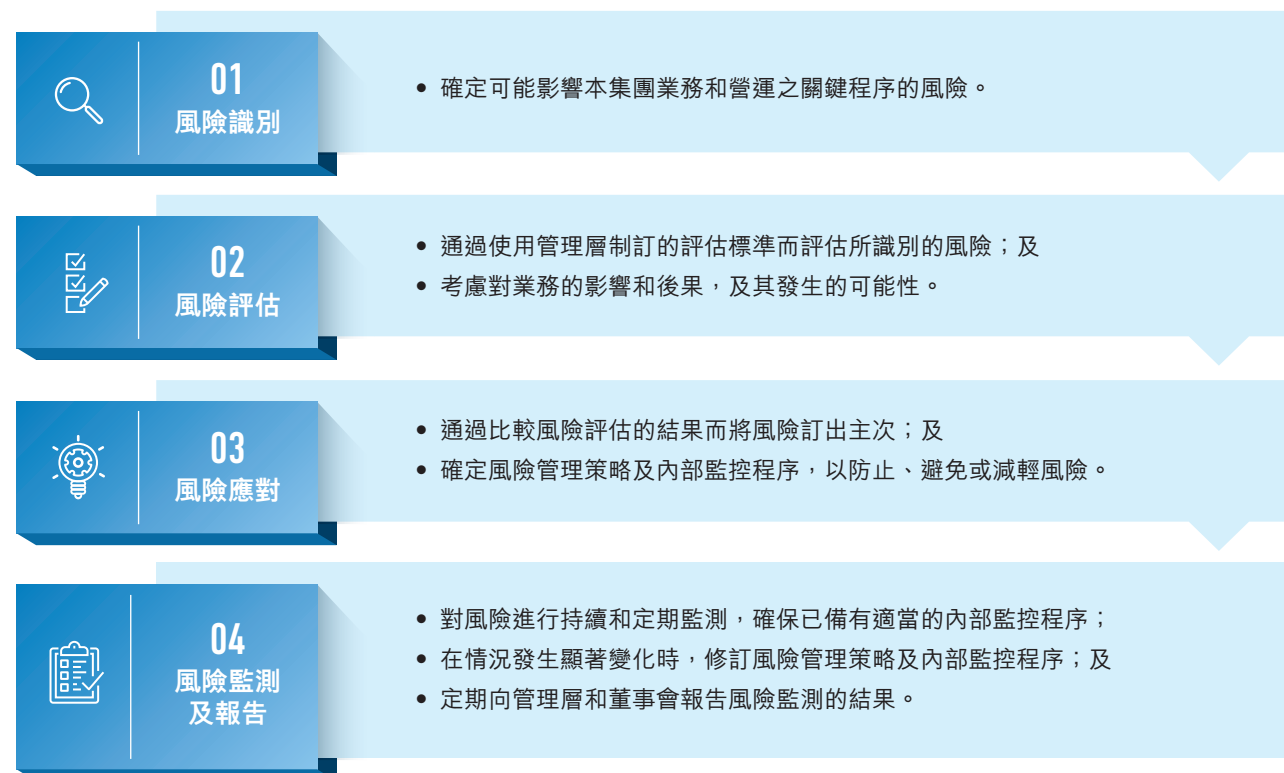 01
風險識別
• 確定可能影響本集團業務和營運之關鍵程序的風險。
02
風險評估
• 通過使用管理層制訂的評估標準而評估所識別的風險；及
• 考慮對業務的影響和後果，及其發生的可能性。
03
風險應對
• 通過比較風險評估的結果而將風險訂出主次；及
• 確定風險管理策略及內部監控程序，以防止、避免或減輕風險。
04
風險監測
及報告
• 對風險進行持續和定期監測，確保已備有適當的內部監控程序；
• 在情況發生顯著變化時，修訂風險管理策略及內部監控程序；及
• 定期向管理層和董事會報告風險監測的結果。